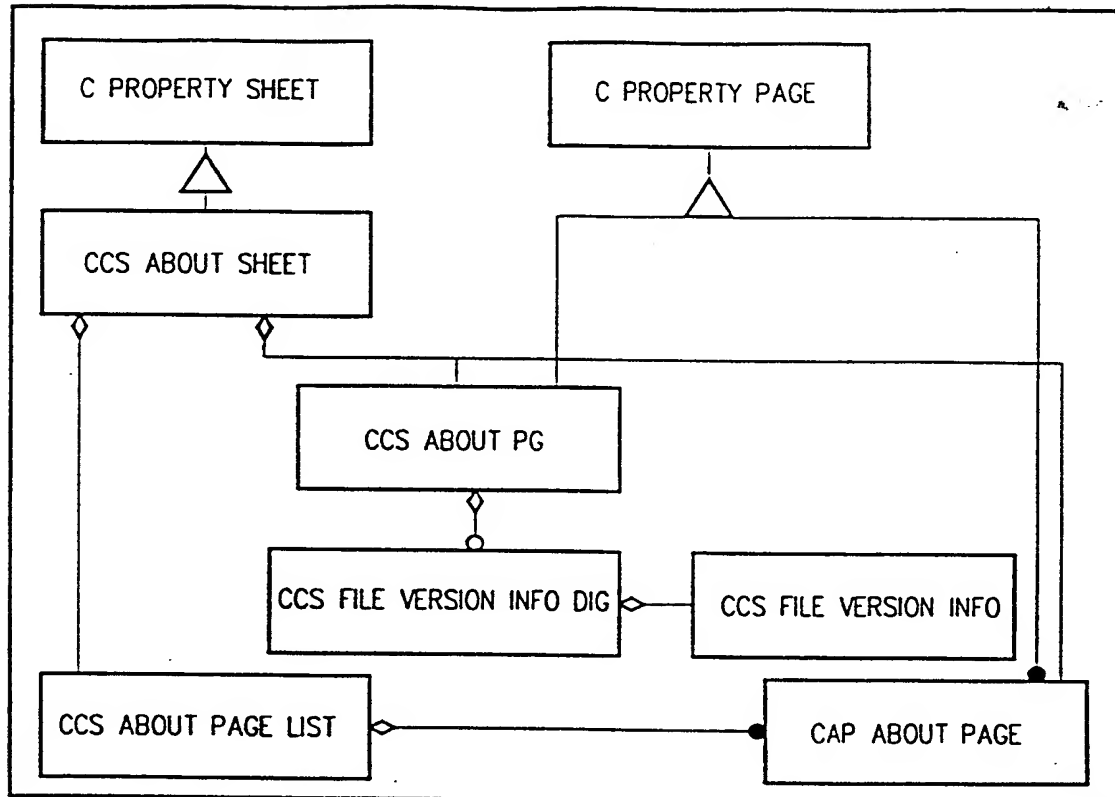 C PROPERTY SHEET
C PROPERTY PAGE
CCS ABOUT SHEET
CCS ABOUT PG
CCS FILE VERSION INFO DIG
CCS FILE VERSION INFO
CCS ABOUT PAGE LIST
CAP ABOUT PAGE